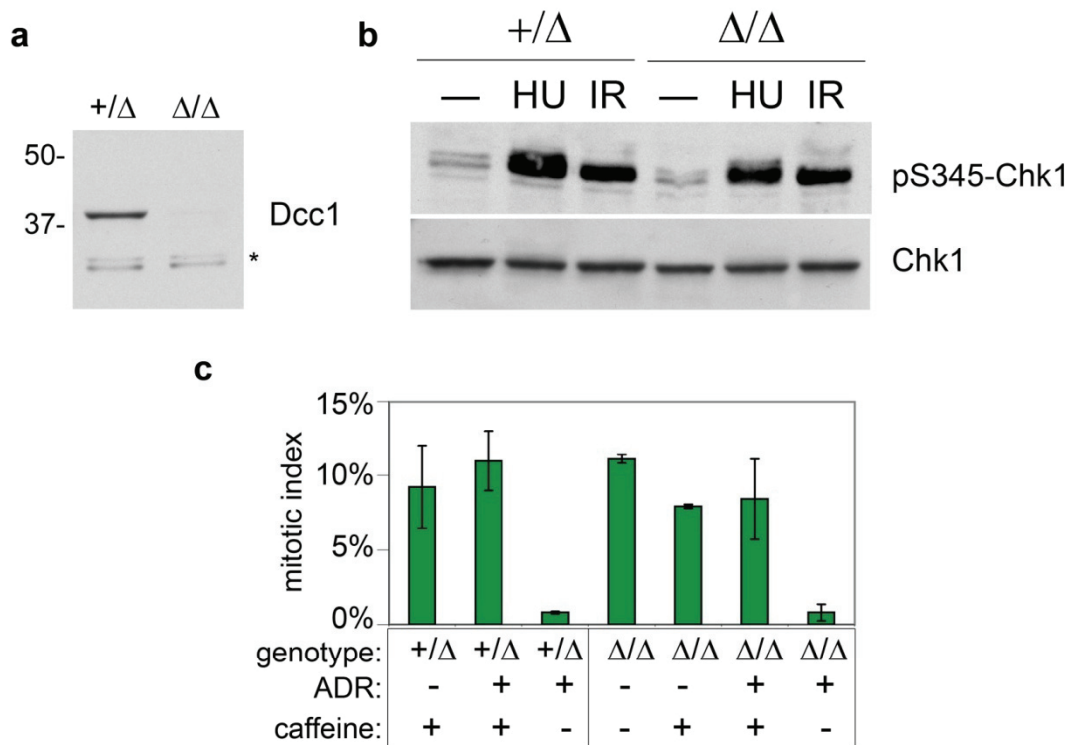 a
+/Δ Δ/Δ
50-
37-
Dcc1
*
b
+/Δ Δ/Δ
— HU IR — HU IR
pS345-Chk1
Chk1
c
15%
10%
5%
0%
mitotic index
genotype: +/Δ +/Δ +/Δ Δ/Δ Δ/Δ Δ/Δ Δ/Δ
ADR: - + + - - + +
caffeine: + + - - + + -